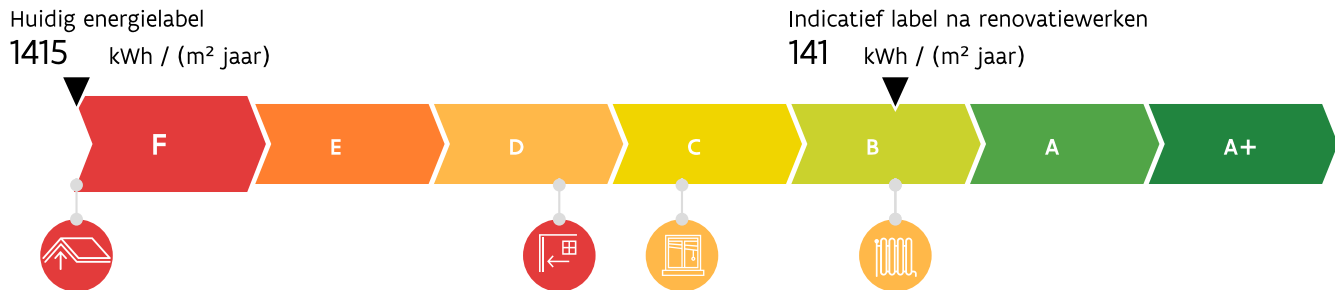 Huidig energielabel
1415 kWh / (m² jaar)
Indicatief label na renovatiewerken
141 kWh / (m² jaar)
F E D C B A A+